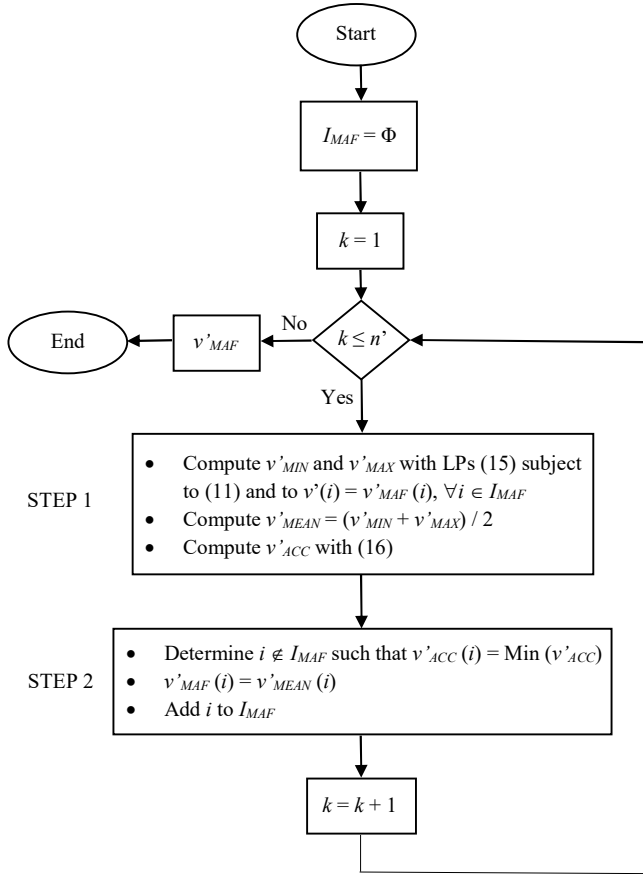 Start
I_MAF = Φ
k = 1
k ≤ n’
No
v’_MAF
End
Yes
STEP 1
• Compute v’_MIN and v’_MAX with LPs (15) subject
to (11) and to v’(i) = v’_MAF (i), ∀i ∈ I_MAF
• Compute v’_MEAN = (v’_MIN + v’_MAX) / 2
• Compute v’_ACC with (16)
STEP 2
• Determine i ∉ I_MAF such that v’_ACC (i) = Min (v’_ACC)
• v’_MAF (i) = v’_MEAN (i)
• Add i to I_MAF
k = k + 1